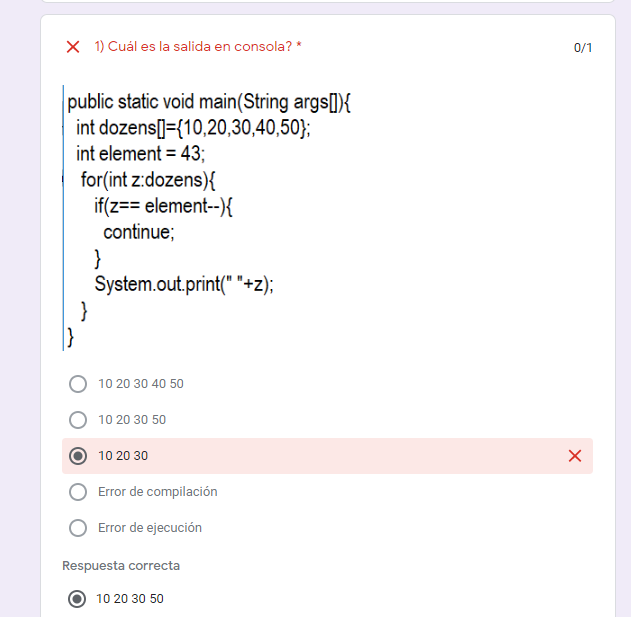 1) Cuál es la salida en consola? *
0/1
public static void main(String args[]){
int dozens[]={10,20,30,40,50};
int element = 43;
for(int z:dozens){
if(z== element--){
continue;
}
System.out.print(" "+z);
}
}
10 20 30 40 50
10 20 30 50
10 20 30
Error de compilación
Error de ejecución
Respuesta correcta
10 20 30 50